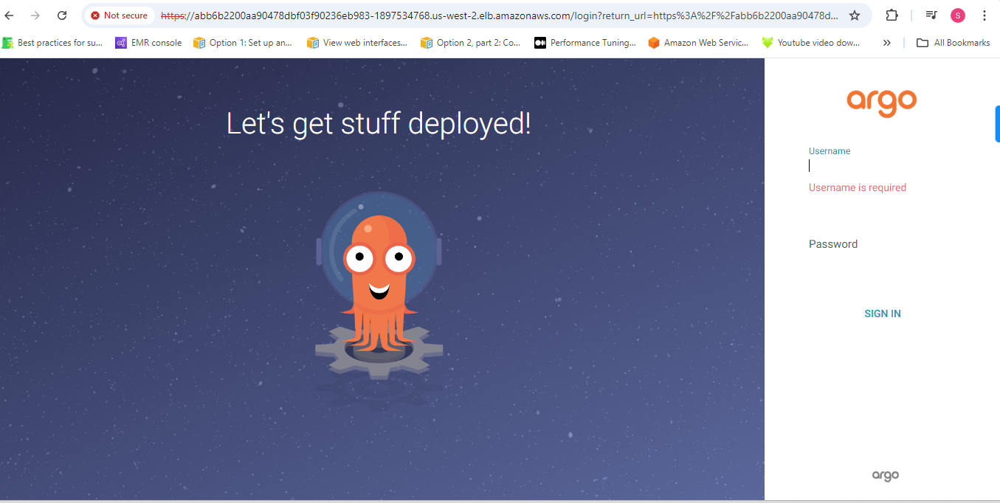 Not secure
https://abb6b2200aa90478dbf03f90236eb983-1897534768.us-west-2.elb.amazonaws.com/login?return_url=https%3A%2F%2Fabb6b2200aa90478d...
S
Best practices for su...
EMR console
Option 1: Set up an...
View web interfaces...
Option 2, part 2: Co...
Performance Tuning...
Amazon Web Servic...
Youtube video dow...
All Bookmarks
Let's get stuff deployed!
argo
Username
Username is required
Password
SIGN IN
argo